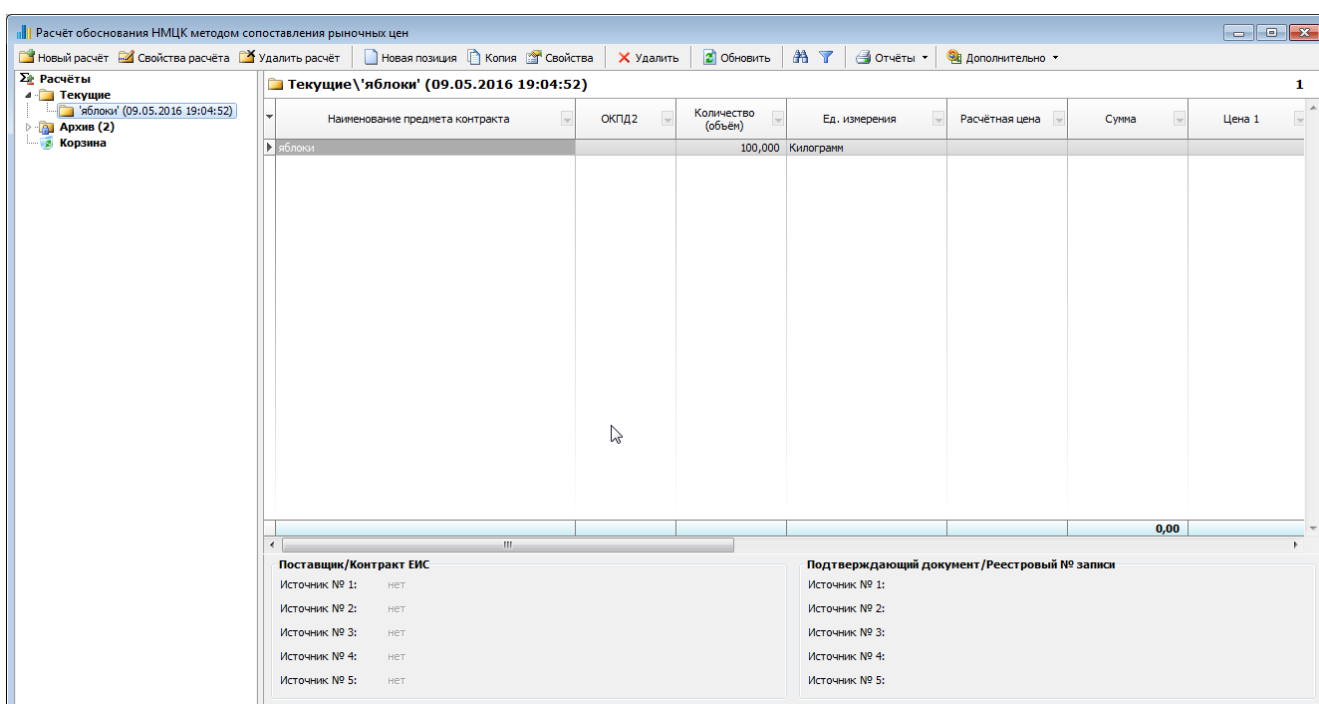 Расчёт обоснования НМЦК методом сопоставления рыночных цен
Новый расчёт Свойства расчёта Удалить расчёт Новая позиция Копия Свойства Удалить Обновить Отчёты Дополнительно
Расчёты
Текущие
'яблоки' (09.05.2016 19:04:52)
Архив (2)
Корзина
Текущие\'яблоки' (09.05.2016 19:04:52) 1
Наименование предмета контракта ОКПД2 Количество (объём) Ед. измерения Расчётная цена Сумма Цена 1
яблоки 100,000 Килограмм
0,00
Поставщик/Контракт ЕИС
Источник № 1: нет
Источник № 2: нет
Источник № 3: нет
Источник № 4: нет
Источник № 5: нет
Подтверждающий документ/Реестровый № записи
Источник № 1:
Источник № 2:
Источник № 3:
Источник № 4:
Источник № 5: